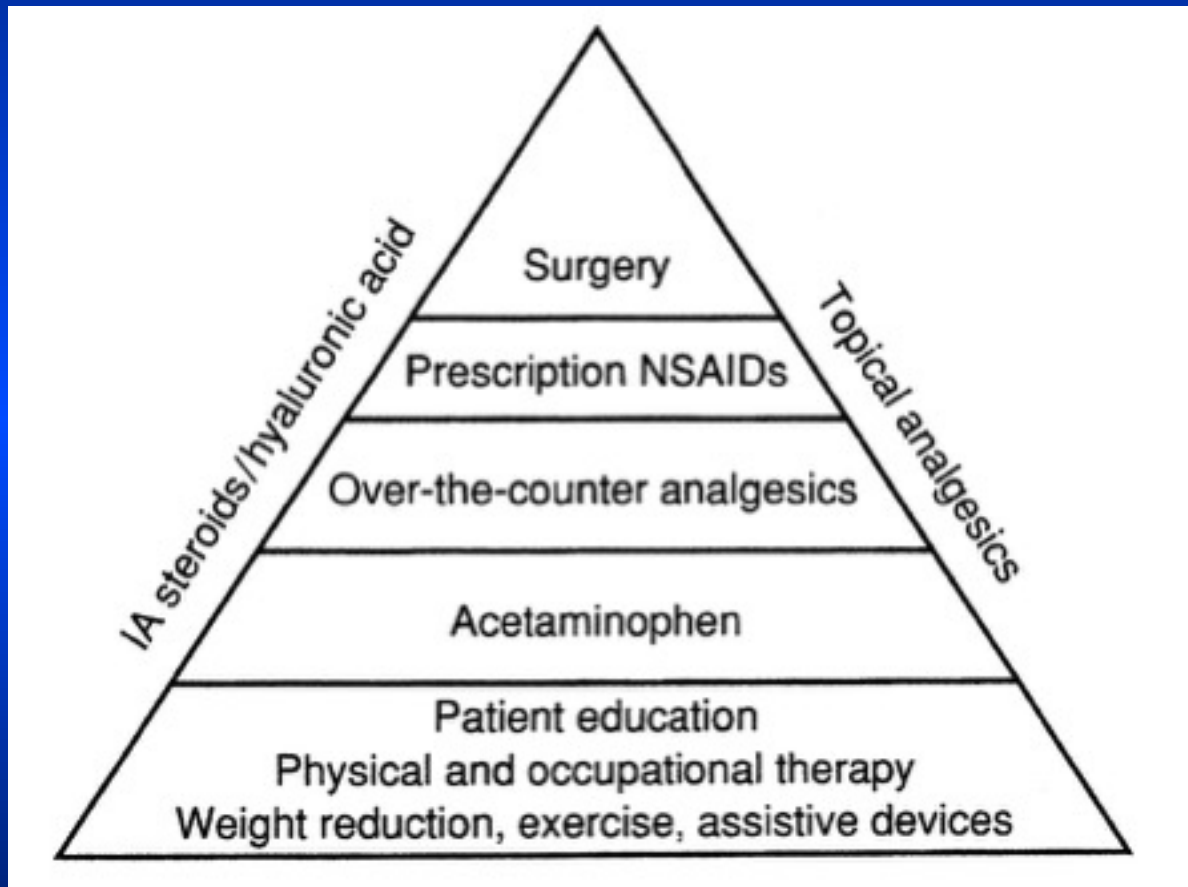 Surgery
Prescription NSAIDs
Over-the-counter analgesics
Acetaminophen
Patient education
Physical and occupational therapy
Weight reduction, exercise, assistive devices
IA steroids/hyaluronic acid
Topical analgesics